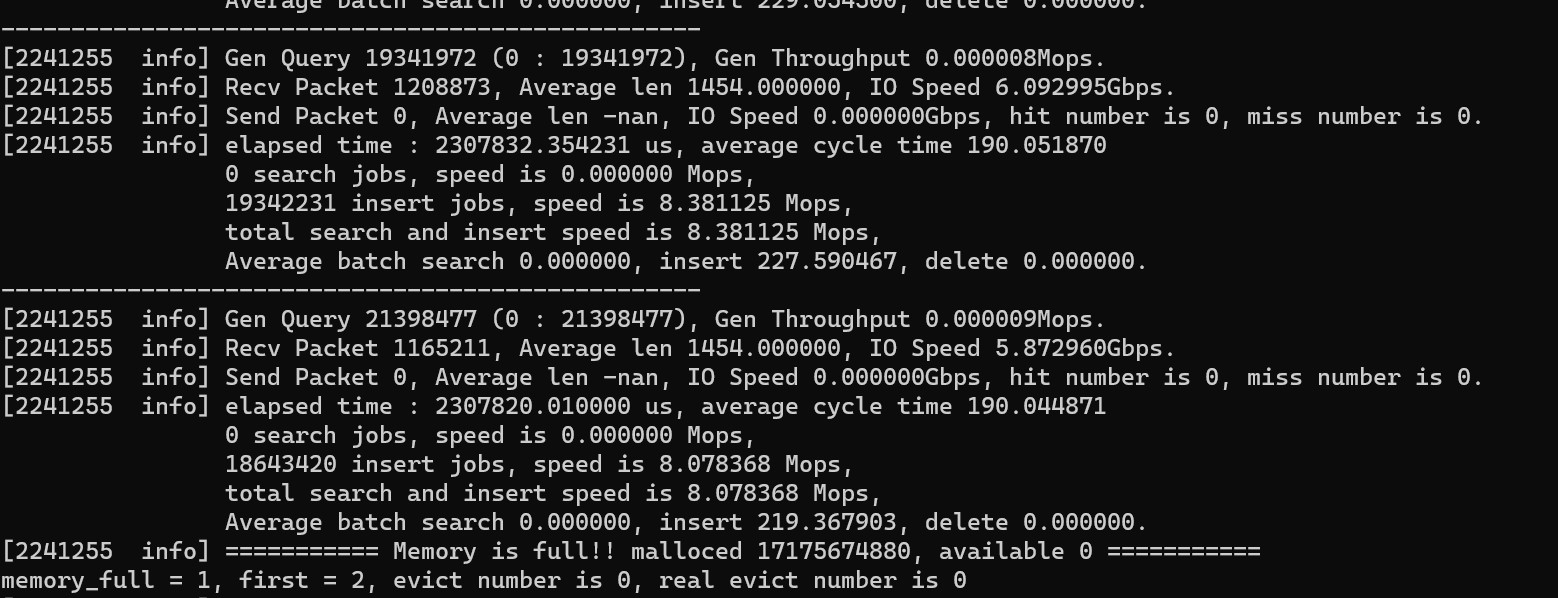 Average batch search 0.000000, insert 229.054500, delete 0.000000.
--------------------------------------------------
[2241255  info] Gen Query 19341972 (0 : 19341972), Gen Throughput 0.000008Mops.
[2241255  info] Recv Packet 1208873, Average len 1454.000000, IO Speed 6.092995Gbps.
[2241255  info] Send Packet 0, Average len -nan, IO Speed 0.000000Gbps, hit number is 0, miss number is 0.
[2241255  info] elapsed time : 2307832.354231 us, average cycle time 190.051870
0 search jobs, speed is 0.000000 Mops,
19342231 insert jobs, speed is 8.381125 Mops,
total search and insert speed is 8.381125 Mops,
Average batch search 0.000000, insert 227.590467, delete 0.000000.
--------------------------------------------------
[2241255  info] Gen Query 21398477 (0 : 21398477), Gen Throughput 0.000009Mops.
[2241255  info] Recv Packet 1165211, Average len 1454.000000, IO Speed 5.872960Gbps.
[2241255  info] Send Packet 0, Average len -nan, IO Speed 0.000000Gbps, hit number is 0, miss number is 0.
[2241255  info] elapsed time : 2307820.010000 us, average cycle time 190.044871
0 search jobs, speed is 0.000000 Mops,
18643420 insert jobs, speed is 8.078368 Mops,
total search and insert speed is 8.078368 Mops,
Average batch search 0.000000, insert 219.367903, delete 0.000000.
[2241255  info] =========== Memory is full!! malloced 17175674880, available 0 ===========
memory_full = 1, first = 2, evict number is 0, real evict number is 0